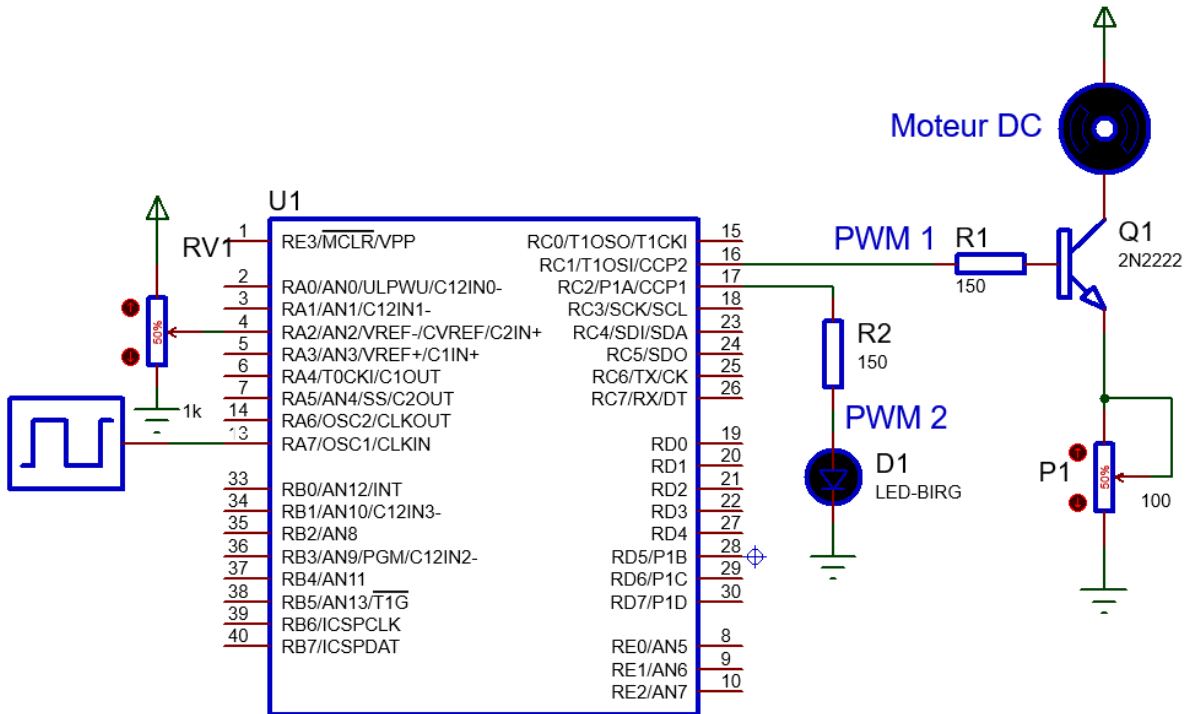 Moteur DC
U1
RV1
50%
1k
1 RE3/MCLR/VPP
2 RA0/AN0/ULPWU/C12IN0-
3 RA1/AN1/C12IN1-
4 RA2/AN2/VREF-/CVREF/C2IN+
5 RA3/AN3/VREF+/C1IN+
6 RA4/T0CKI/C1OUT
7 RA5/AN4/SS/C2OUT
14 RA6/OSC2/CLKOUT
13 RA7/OSC1/CLKIN
33 RB0/AN12/INT
34 RB1/AN10/C12IN3-
35 RB2/AN8
36 RB3/AN9/PGM/C12IN2-
37 RB4/AN11
38 RB5/AN13/T1G
39 RB6/ICSPCLK
40 RB7/ICSPDAT
RC0/T1OSO/T1CKI 15
RC1/T1OSI/CCP2 16
RC2/P1A/CCP1 17
RC3/SCK/SCL 18
RC4/SDI/SDA 23
RC5/SDO 24
RC6/TX/CK 25
RC7/RX/DT 26
RD0 19
RD1 20
RD2 21
RD3 22
RD4 27
RD5/P1B 28
RD6/P1C 29
RD7/P1D 30
RE0/AN5 8
RE1/AN6 9
RE2/AN7 10
PWM 1
R1
150
Q1
2N2222
R2
150
PWM 2
D1
LED-BIRG
P1
50%
100